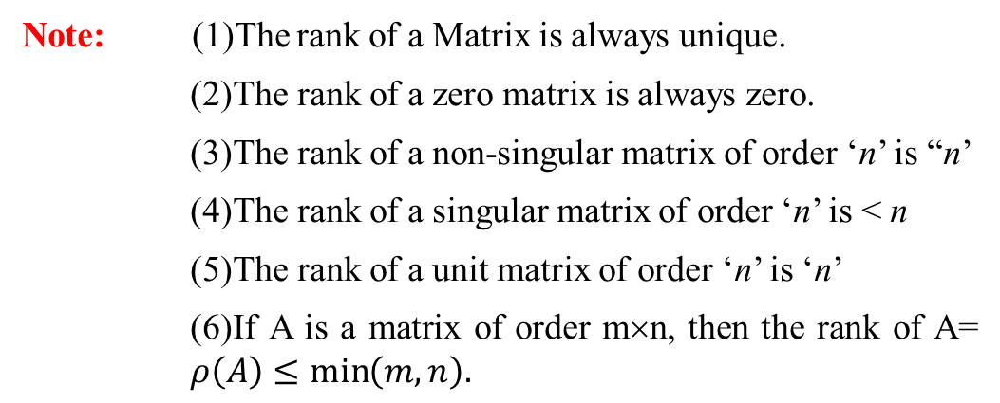 Note: (1)The rank of a Matrix is always unique.
(2)The rank of a zero matrix is always zero.
(3)The rank of a non-singular matrix of order ‘n’ is “n’
(4)The rank of a singular matrix of order ‘n’ is < n
(5)The rank of a unit matrix of order ‘n’ is ‘n’
(6)If A is a matrix of order m×n, then the rank of A=
𝜌(𝐴) ≤ min(𝑚, 𝑛).